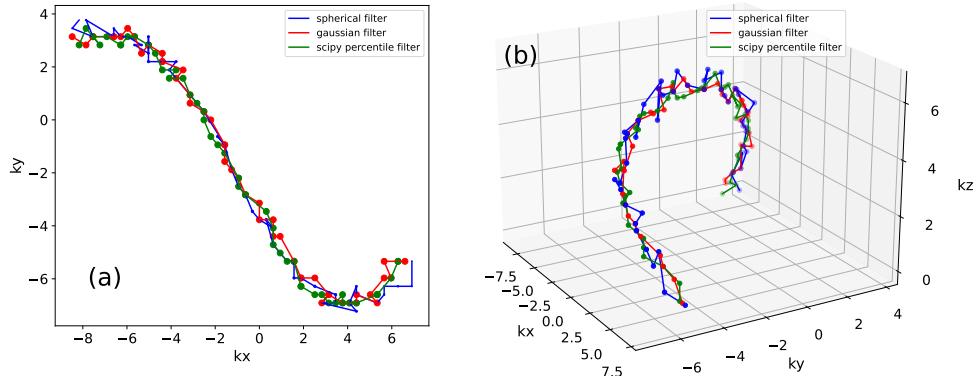 spherical filter
gaussian filter
scipy percentile filter
(a)
4
2
0
−2
−4
−6
ky
−8
−6
−4
−2
0
2
4
6
kx
spherical filter
gaussian filter
scipy percentile filter
(b)
6
4
2
0
kz
−7.5
−5.0
−2.5
0.0
2.5
5.0
7.5
kx
−6
−4
−2
0
2
4
ky